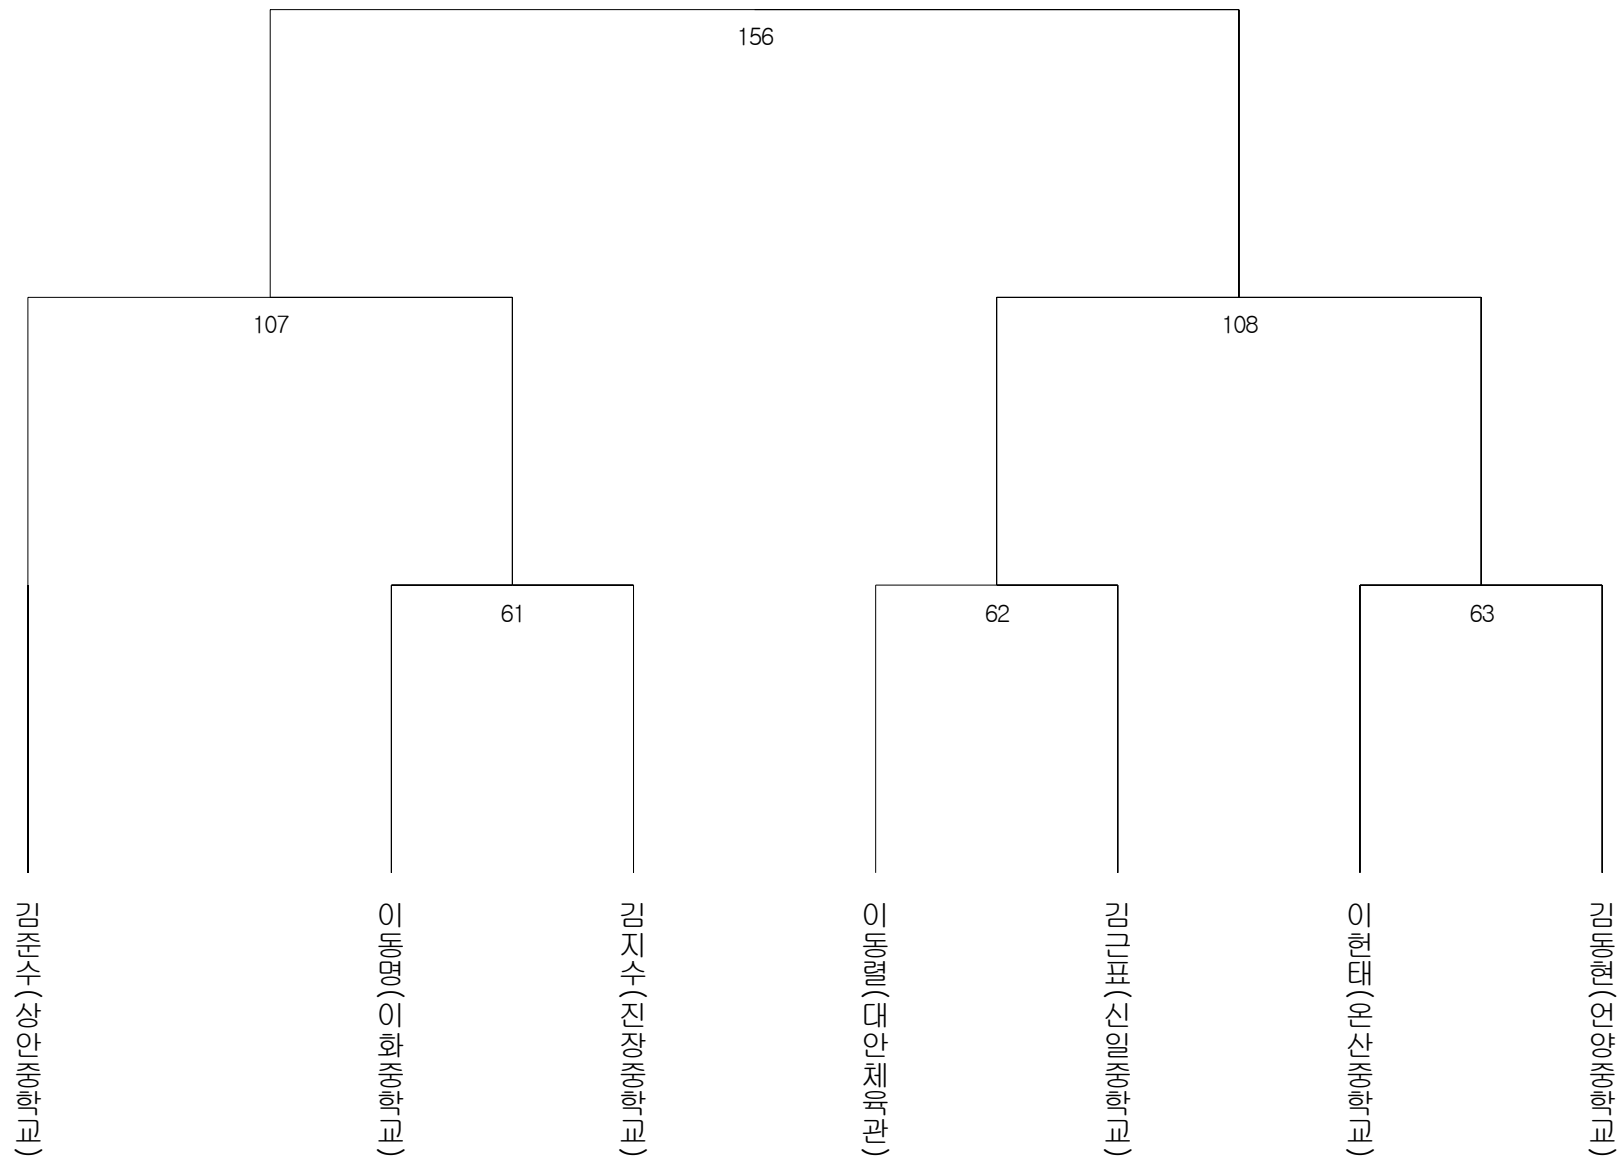 156
107
108
61
62
63
김준수(상안중학교)
이동명(이화중학교)
김지수(진장중학교)
이동렬(대안체육관)
김근표(신일중학교)
이헌태(온산중학교)
김동현(언양중학교)